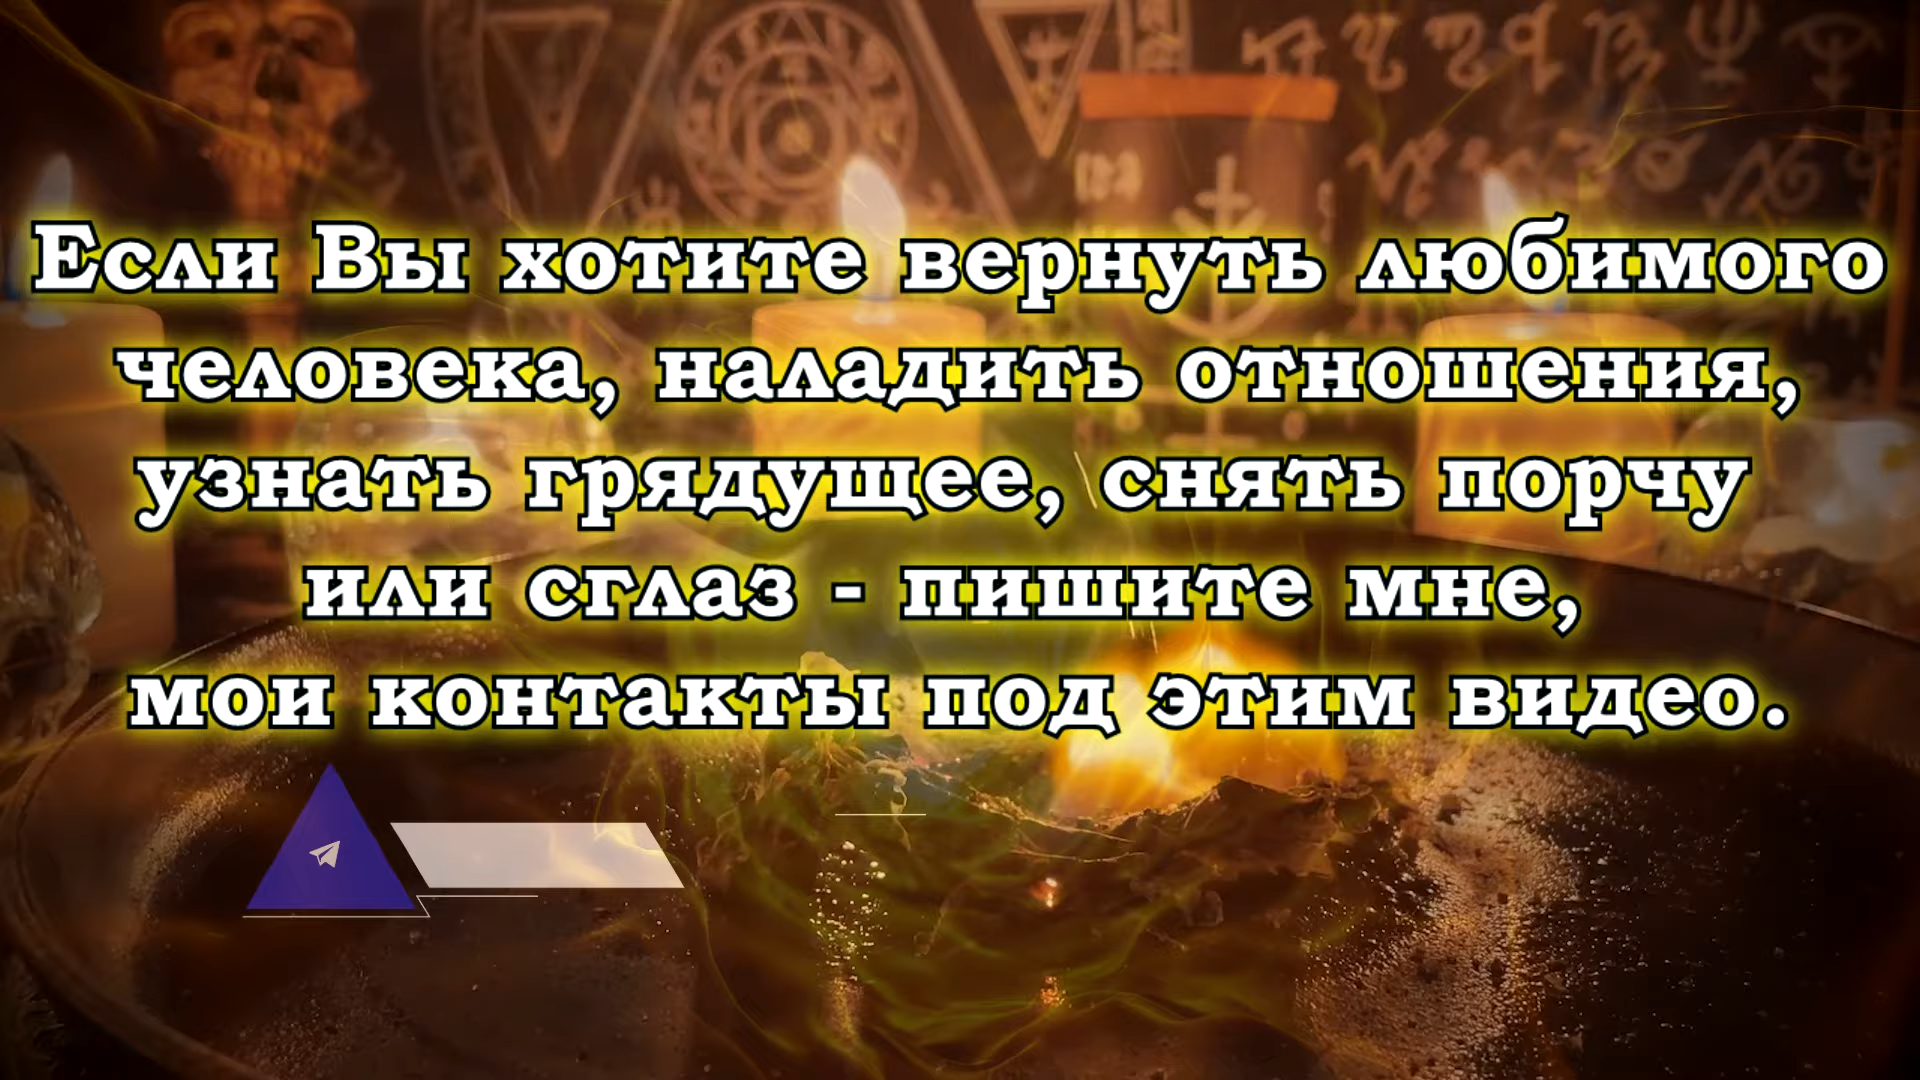 Если Вы хотите вернуть любимого
человека, наладить отношения,
узнать грядущее, снять порчу
или сглаз - пишите мне,
мои контакты под этим видео.